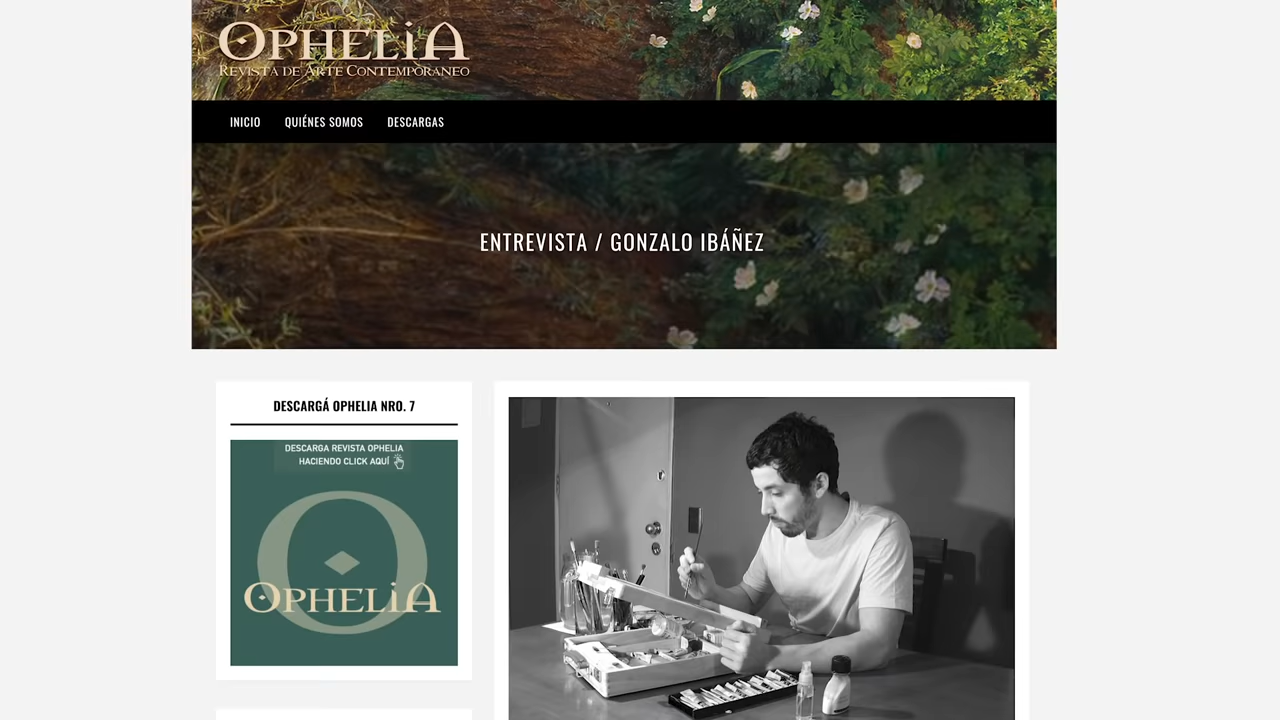 OPHELIA
REVISTA DE ARTE CONTEMPORANEO
INICIO QUIÉNES SOMOS DESCARGAS
ENTREVISTA / GONZALO IBÁÑEZ
DESCARGÁ OPHELIA NRO. 7
DESCARGA REVISTA OPHELIA
HACIENDO CLICK AQUÍ
O
OPHELIA